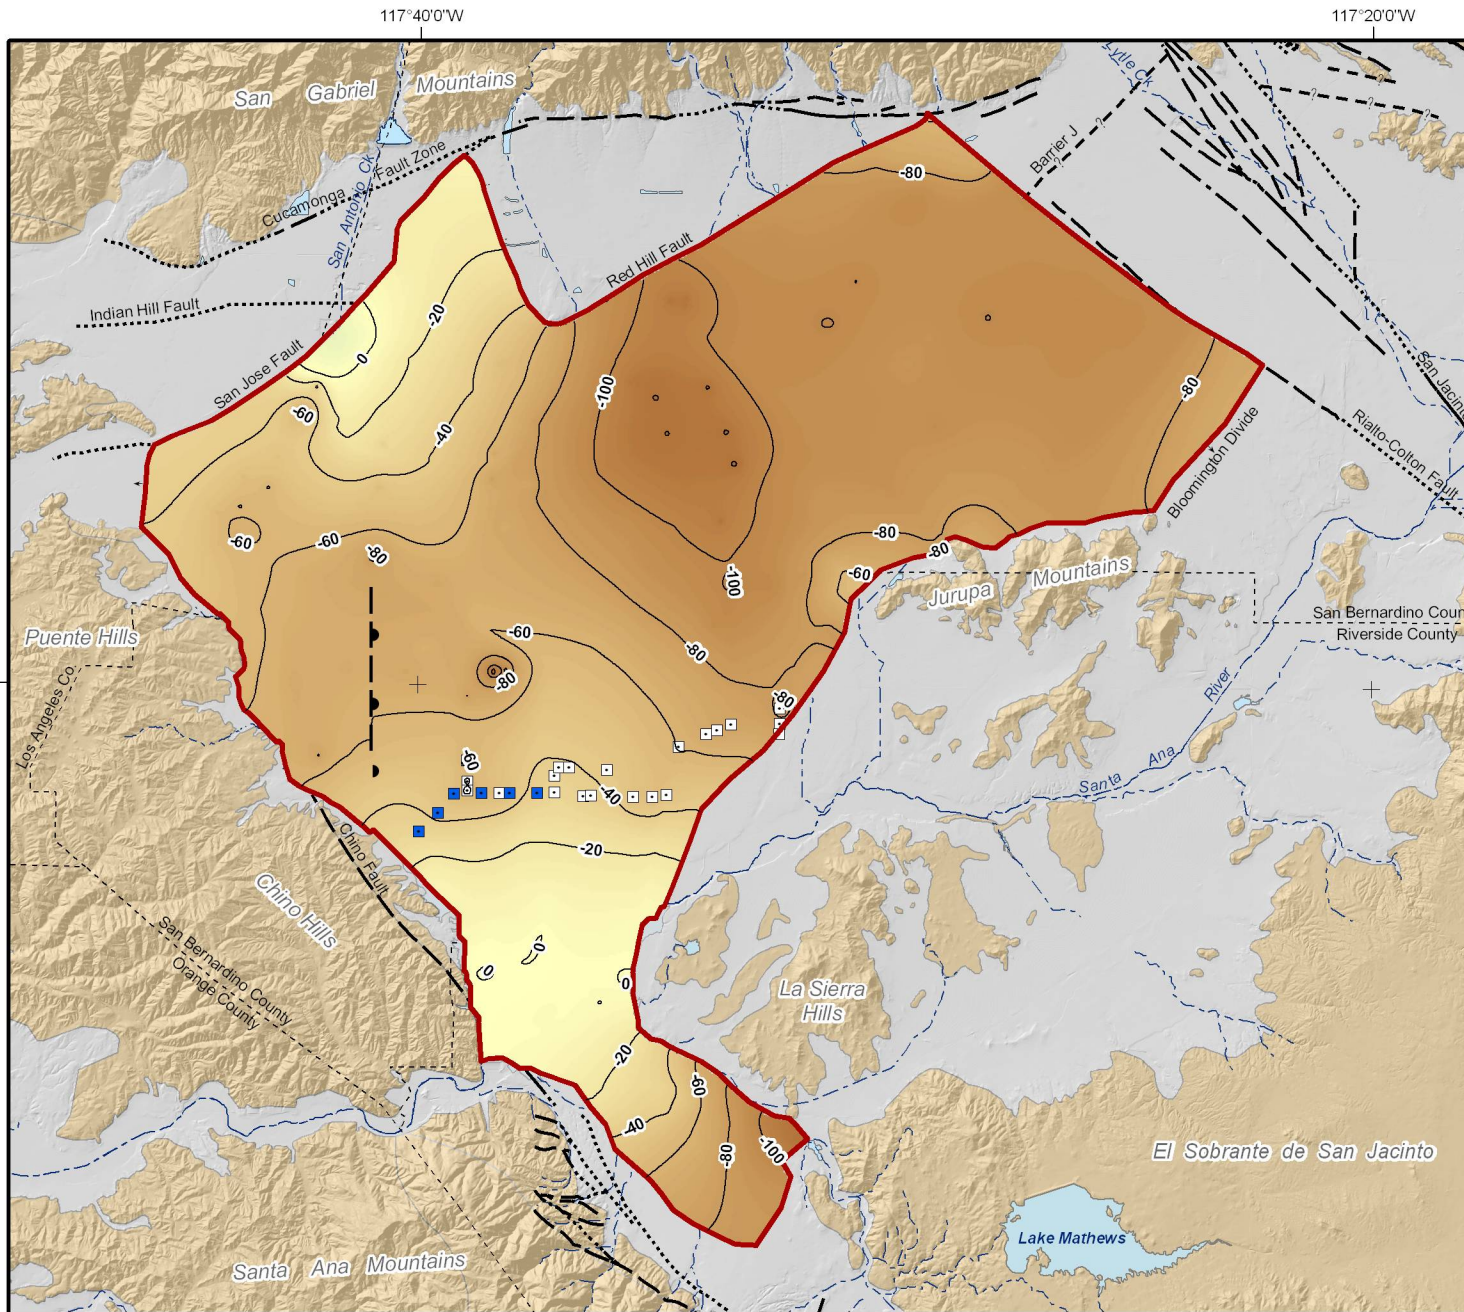 117°40'0"W
117°20'0"W
San Gabriel Mountains
Lytle Ck
Barrier J
?
?
?
?
?
Cucamonga Fault Zone
San Antonio Ck
-80
Red Hill Fault
Indian Hill Fault
-20
0
San Jose Fault
San Jacinto
-60
-100
-80
-40
Rialto-Colton Fault
Bloomington Divide
-60
-60
-80
-80
-80
-60
-100
Jurupa Mountains
San Bernardino Coun
Riverside County
Puente Hills
-60
-80
-80
-80
River
Los Angeles Co.
-60
-40
Santa Ana
Chino Fault
-20
Chino Hills
San Bernardino County
Orange County
0
0
0
La Sierra
Hills
-20
-60
-40
-80
-100
El Sobrante de San Jacinto
Lake Mathews
Santa Ana Mountains